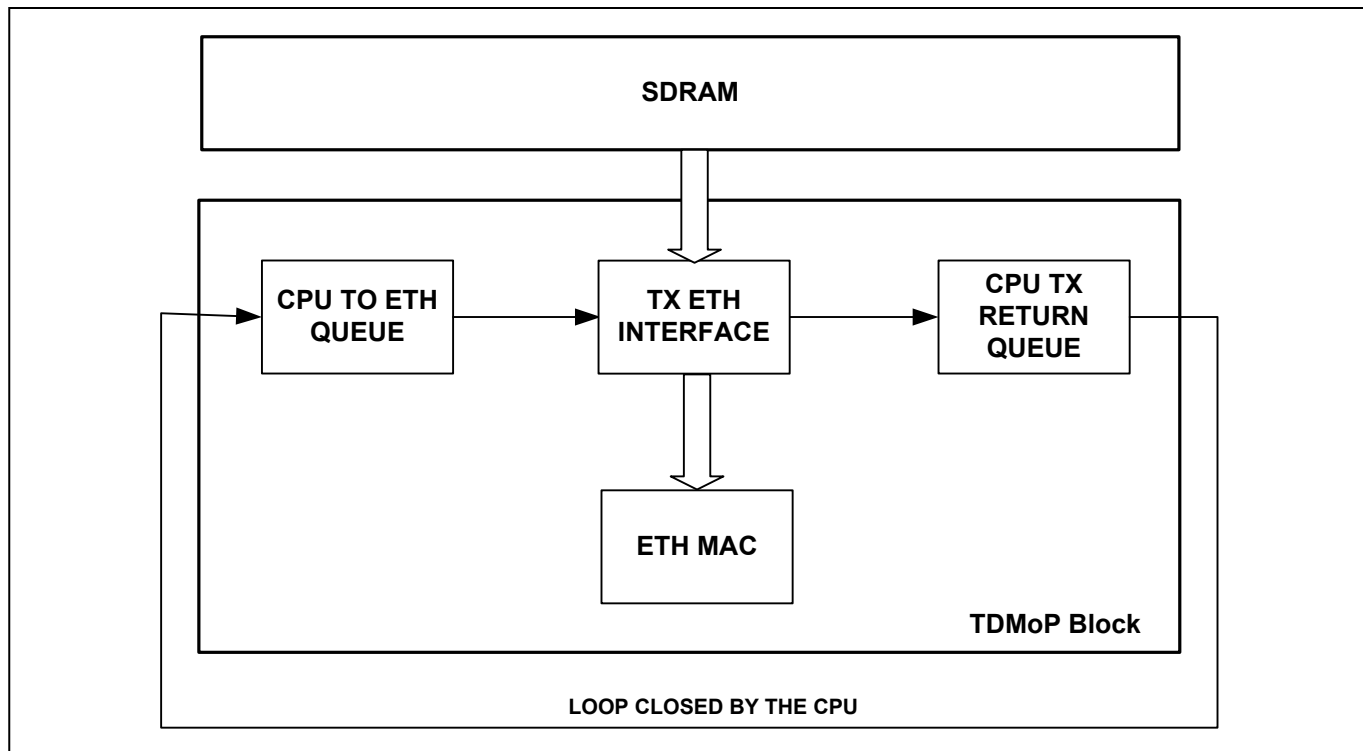 SDRAM
CPU TO ETH
QUEUE
TX ETH
INTERFACE
CPU TX
RETURN
QUEUE
ETH MAC
TDMoP Block
LOOP CLOSED BY THE CPU